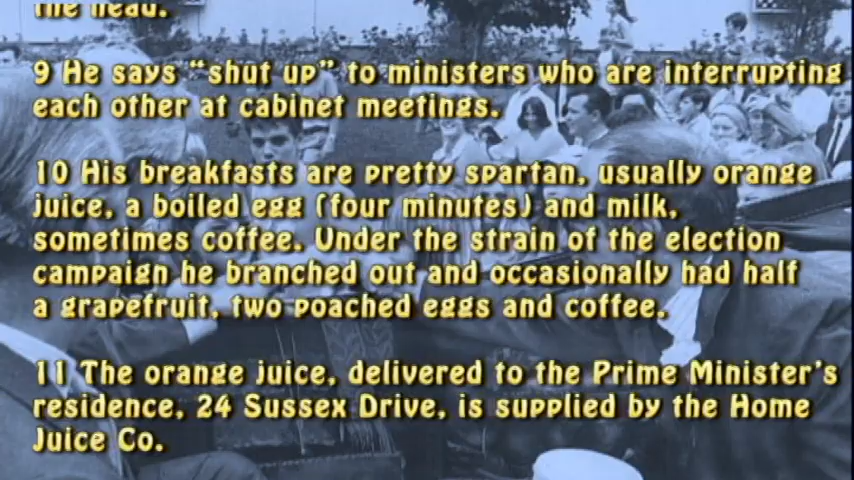 the head.
9 He says “shut up” to ministers who are interrupting
each other at cabinet meetings.
10 His breakfasts are pretty spartan, usually orange
juice, a boiled egg (four minutes) and milk,
sometimes coffee. Under the strain of the election
campaign he branched out and occasionally had half
a grapefruit, two poached eggs and coffee.
11 The orange juice, delivered to the Prime Minister’s
residence, 24 Sussex Drive, is supplied by the Home
Juice Co.